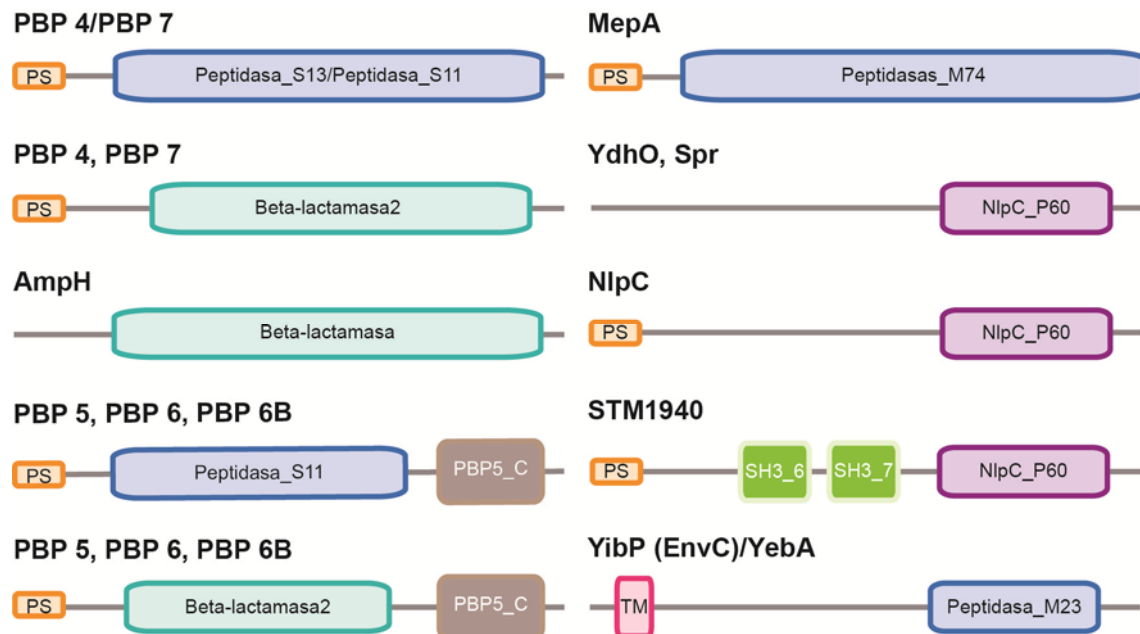 PBP 4/PBP 7
PS
Peptidasa_S13/Peptidasa_S11
PBP 4, PBP 7
PS
Beta-lactamasa2
AmpH
Beta-lactamasa
PBP 5, PBP 6, PBP 6B
PS
Peptidasa_S11
PBP5_C
PBP 5, PBP 6, PBP 6B
PS
Beta-lactamasa2
PBP5_C
MepA
PS
Peptidasas_M74
YdhO, Spr
NlpC_P60
NlpC
PS
NlpC_P60
STM1940
PS
SH3_6
SH3_7
NlpC_P60
YibP (EnvC)/YebA
TM
Peptidasa_M23